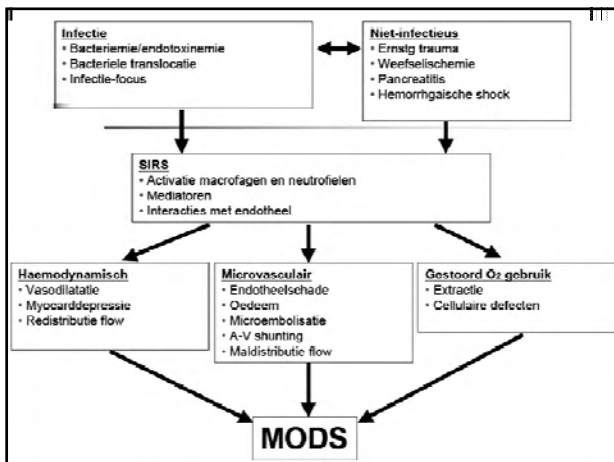 Infectie
• Bacteriemie/endotoxinemie
• Bacteriele translocatie
• Infectie-focus
Niet-infectieus
• Ernstg trauma
• Weefselischemie
• Pancreatitis
• Hemorrhgaische shock
SIRS
• Activatie macrofagen en neutrofielen
• Mediatoren
• Interacties met endotheel
Haemodynamisch
• Vasodilatatie
• Myocarddepressie
• Redistributie flow
Microvasculair
• Endotheelschade
• Oedeem
• Microembolisatie
• A-V shunting
• Maldistributie flow
Gestoord O₂ gebruik
• Extractie
• Cellulaire defecten
MODS